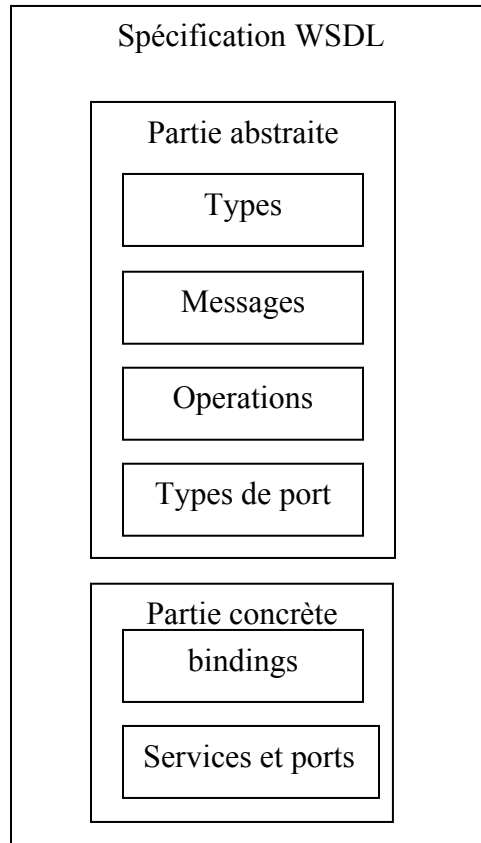 Spécification WSDL
Partie abstraite
Types
Messages
Operations
Types de port
Partie concrète
bindings
Services et ports